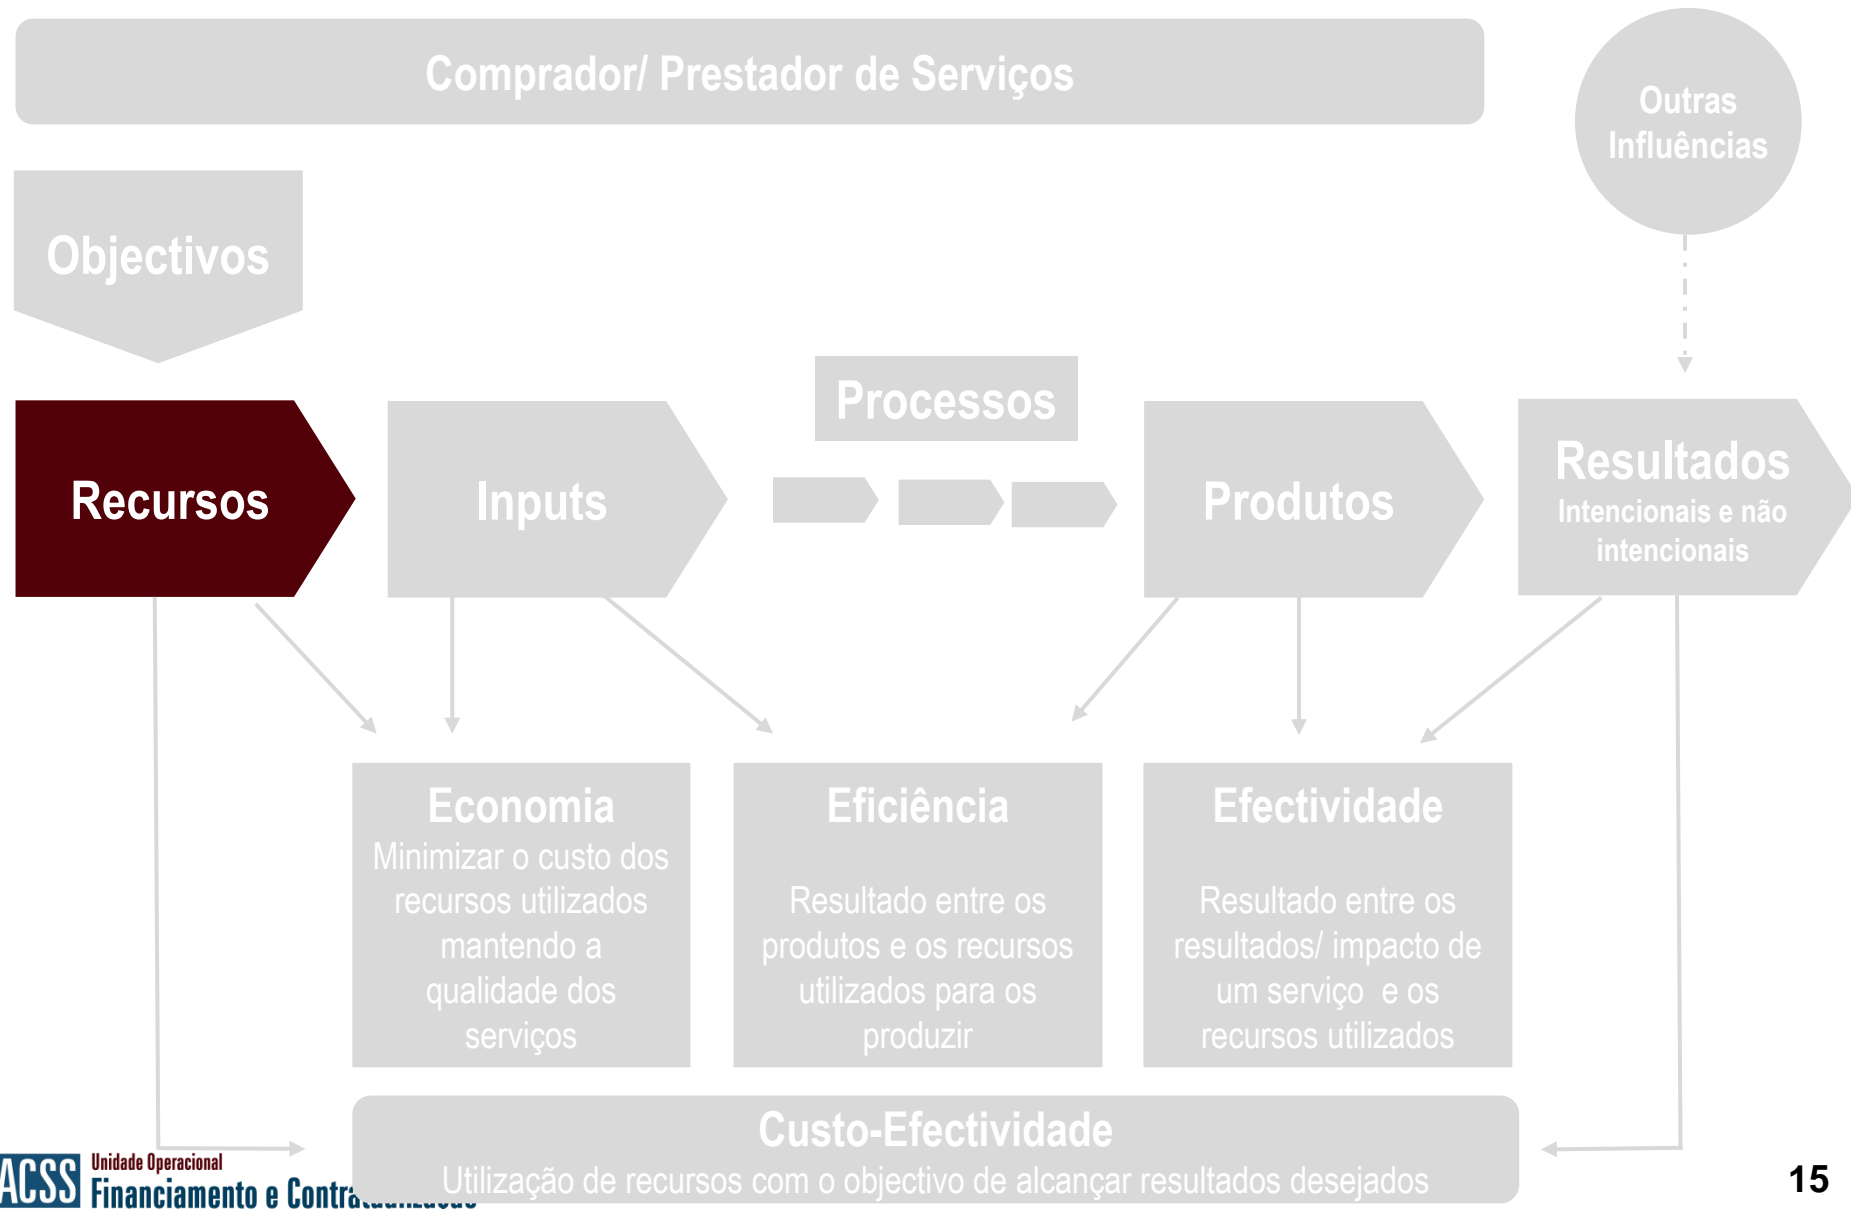 Comprador/ Prestador de Serviços
Outras
Influências
Objectivos
Processos
Recursos
Inputs
Produtos
Resultados
Intencionais e não
intencionais
Economia
Minimizar o custo dos
recursos utilizados
mantendo a
qualidade dos
serviços
Eficiência
Resultado entre os
produtos e os recursos
utilizados para os
produzir
Efectividade
Resultado entre os
resultados/ impacto de
um serviço e os
recursos utilizados
Custo-Efectividade
Utilização de recursos com o objectivo de alcançar resultados desejados
ACSS
Unidade Operacional
Financiamento e Contratualização
15